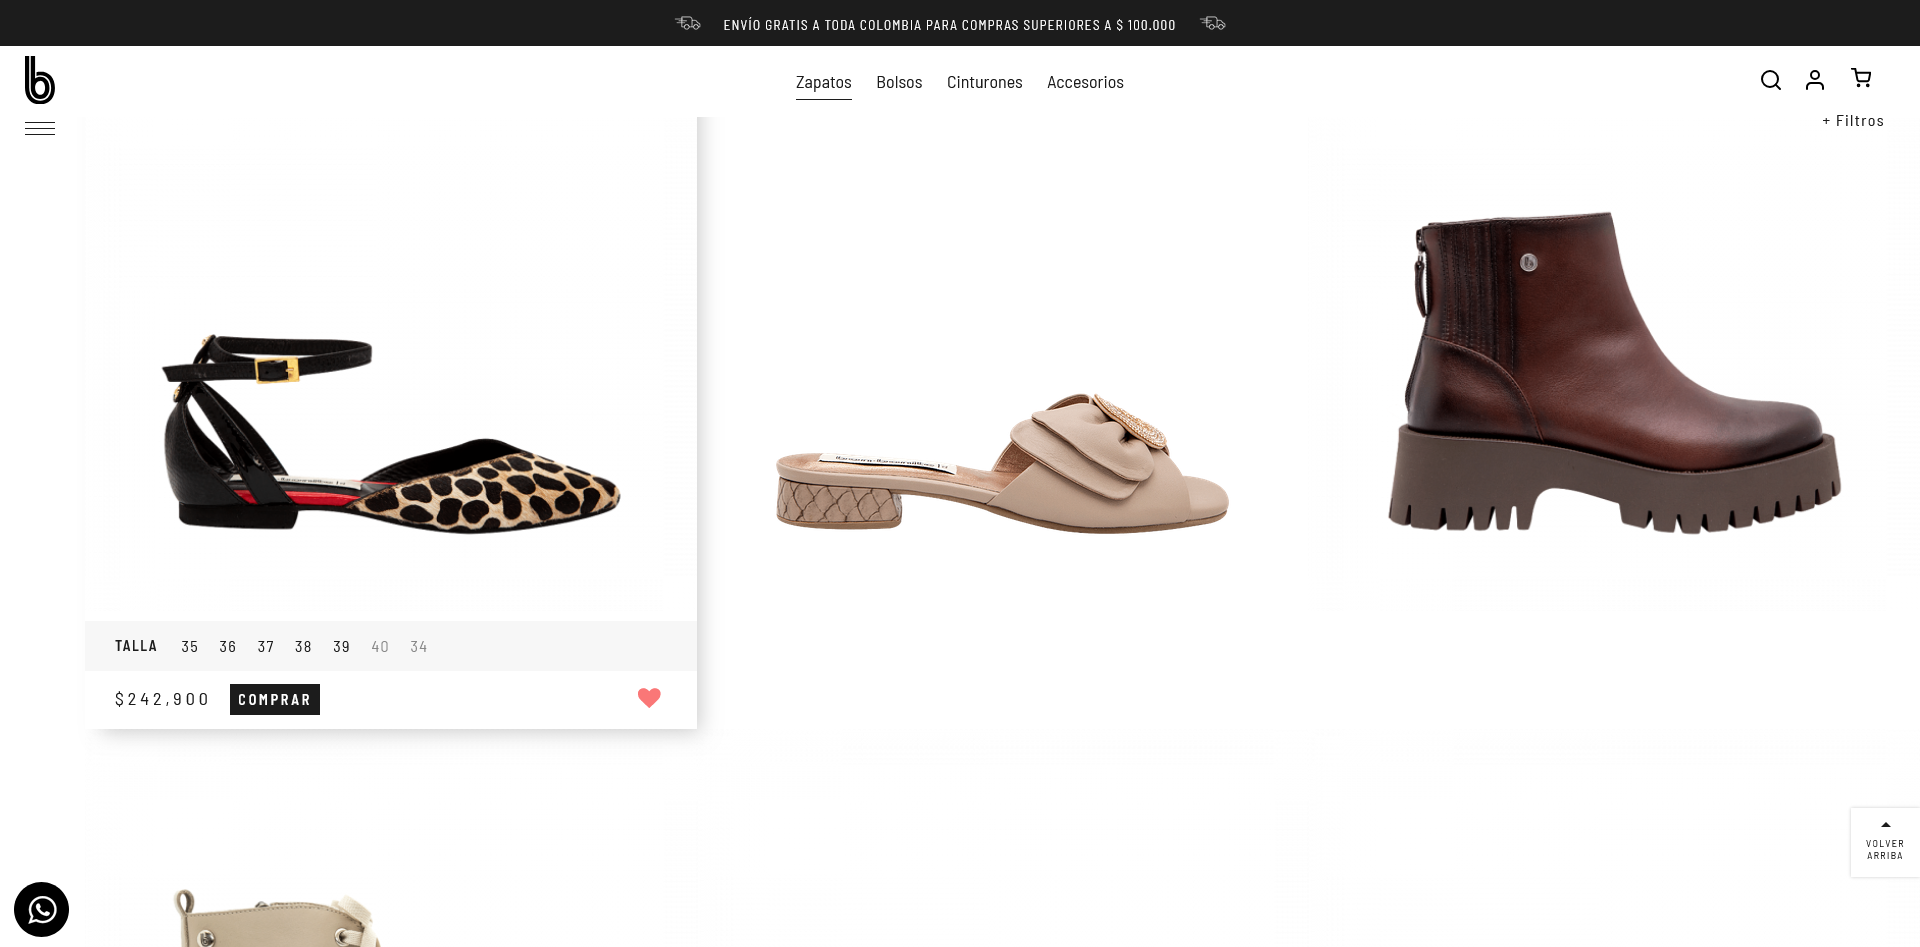 ENVÍO GRATIS A TODA COLOMBIA PARA COMPRAS SUPERIORES A $ 100.000
b
Zapatos Bolsos Cinturones Accesorios
+ Filtros
TALLA 35 36 37 38 39 40 34
$242,900 COMPRAR
VOLVER
ARRIBA